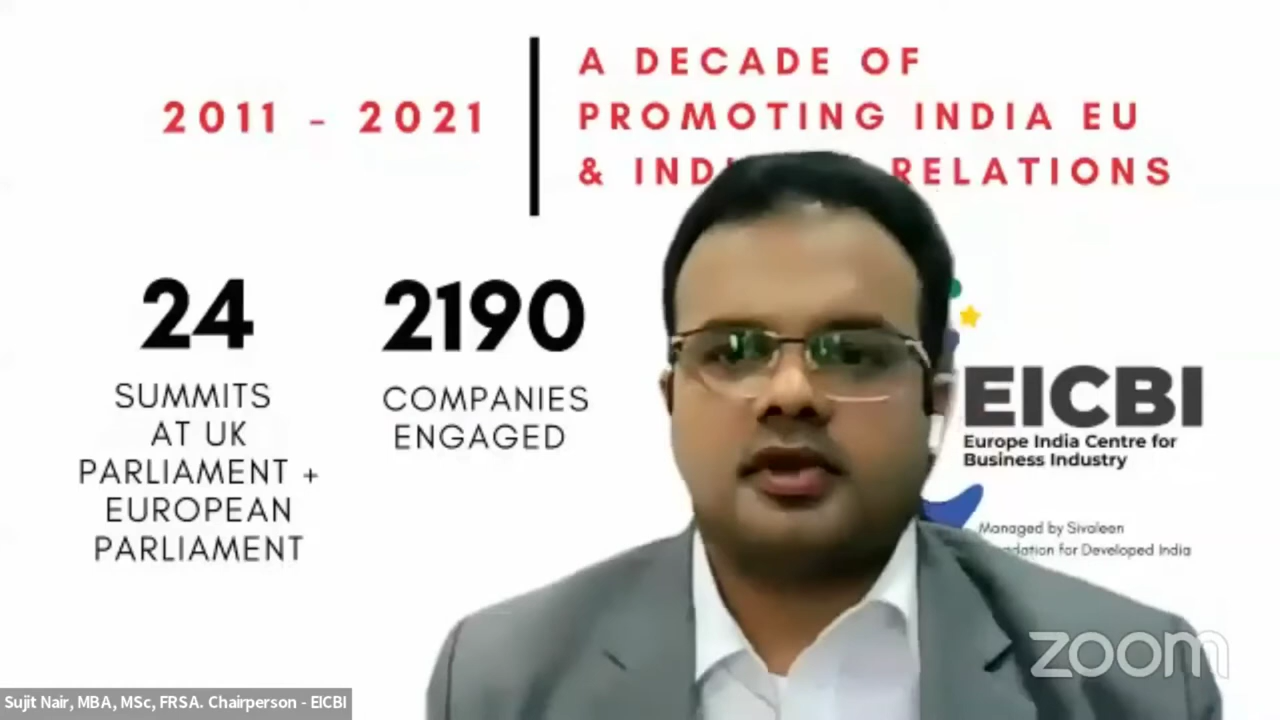 2011 - 2021
A DECADE OF
PROMOTING INDIA EU
& RELATIONS
24
SUMMITS
AT UK
PARLIAMENT +
EUROPEAN
PARLIAMENT
2190
COMPANIES
ENGAGED
EICBI
Europe India Centre for
Business Industry
Managed by Sivaleen
for Developed India
zoom
Sujit Nair, MBA, MSc, FRSA. Chairperson - EICBI